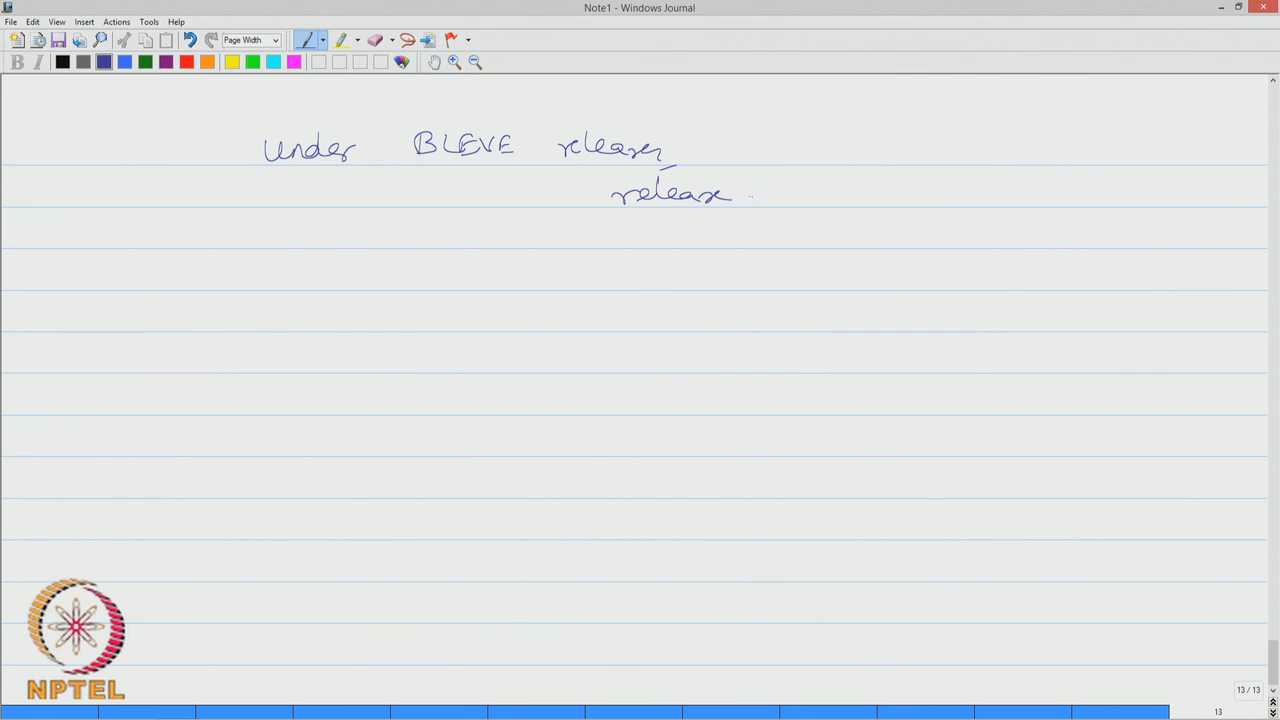 Note1 - Windows Journal
File Edit View Insert Actions Tools Help
Page Width
B I
under BLEVE releases
release
NPTEL
13 / 13
13